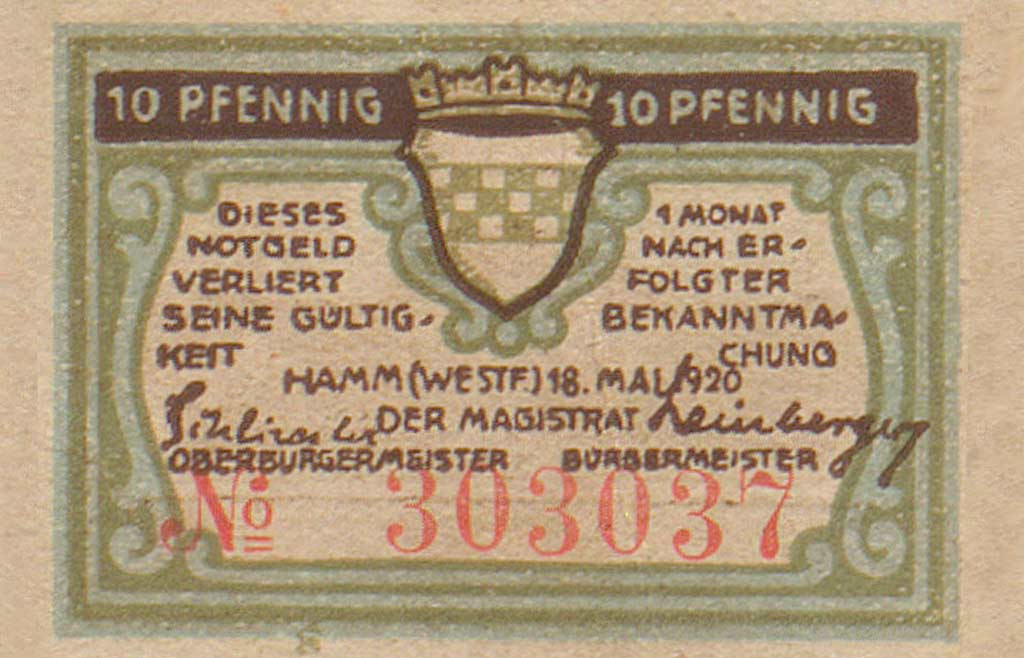 10 PFENNIG 10 PFENNIG
DIESES
NOTGELD
VERLIERT
SEINE GÜLTIG-
KEIT
1 MONAT
NACH ER-
FOLGTER
BEKANNTMA-
CHUNG
HAMM (WESTF.) 18. MAI 1920
DER MAGISTRAT
OBERBÜRGERMEISTER BÜRGERMEISTER
No 303037